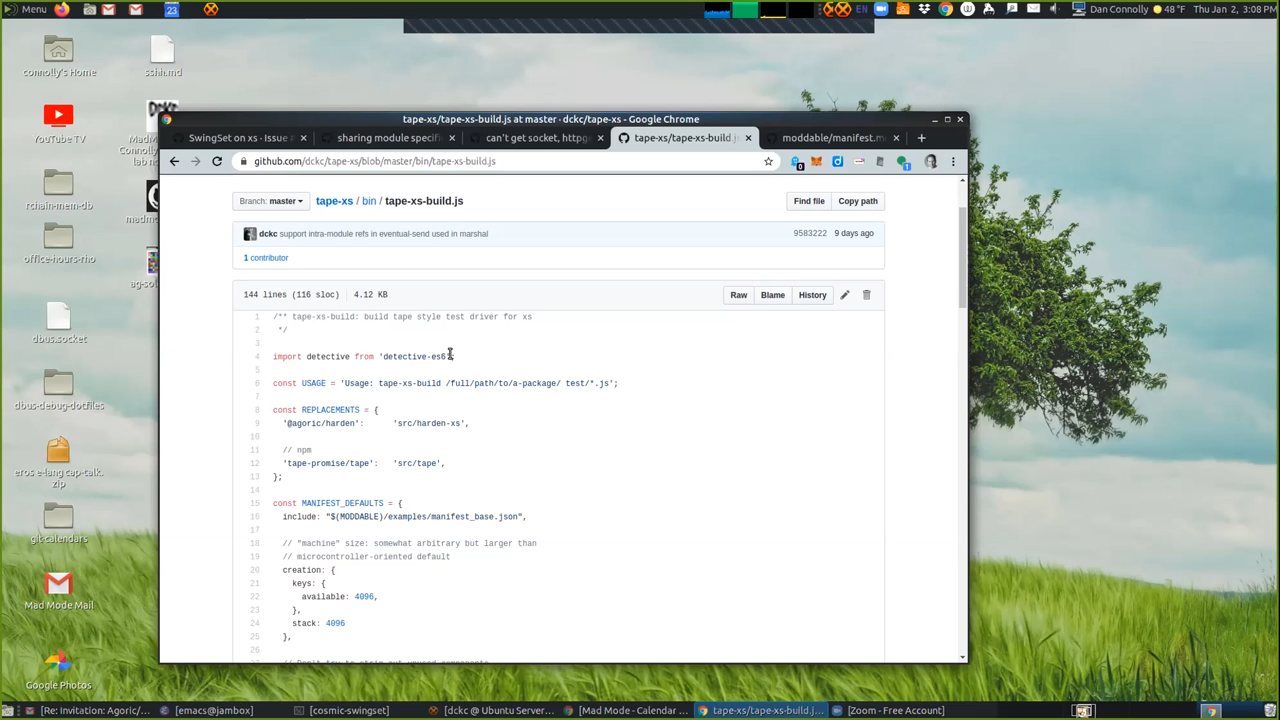 Menu
23
EN
Dan Connolly
48 °F
Thu Jan 2, 3:08 PM
connolly's Home
sshh.md
YouTube TV
rchain-mem-db
office-hours-rho
dbus.socket
dbus-debug-dotfiles
eros e-lang cap-talk.
zip
git-calendars
Mad Mode Mail
Google Photos
tape-xs/tape-xs-build.js at master · dckc/tape-xs - Google Chrome
SwingSet on xs · Issue
sharing module specifi
can't get socket, httpg
tape-xs/tape-xs-build.j
moddable/manifest.m
github.com/dckc/tape-xs/blob/master/bin/tape-xs-build.js
Branch: master
tape-xs / bin / tape-xs-build.js
Find file
Copy path
dckc support intra-module refs in eventual-send used in marshal
9583222 9 days ago
1 contributor
144 lines (116 sloc) 4.12 KB
Raw
Blame
History
1 /** tape-xs-build: build tape style test driver for xs
2 */
3
4 import detective from 'detective-es6';
5
6 const USAGE = 'Usage: tape-xs-build /full/path/to/a-package/ test/*.js';
7
8 const REPLACEMENTS = {
9 '@agoric/harden': 'src/harden-xs',
10
11 // npm
12 'tape-promise/tape': 'src/tape',
13 };
14
15 const MANIFEST_DEFAULTS = {
16 include: "$(MODDABLE)/examples/manifest_base.json",
17
18 // "machine" size: somewhat arbitrary but larger than
19 // microcontroller-oriented default
20 creation: {
21 keys: {
22 available: 4096,
23 },
24 stack: 4096
25 },
26
[Re: Invitation: Agoric/...
[emacs@jambox]
[cosmic-swingset]
[dckc @ Ubuntu Server...
[Mad Mode - Calendar ...
tape-xs/tape-xs-build.j...
[Zoom - Free Account]